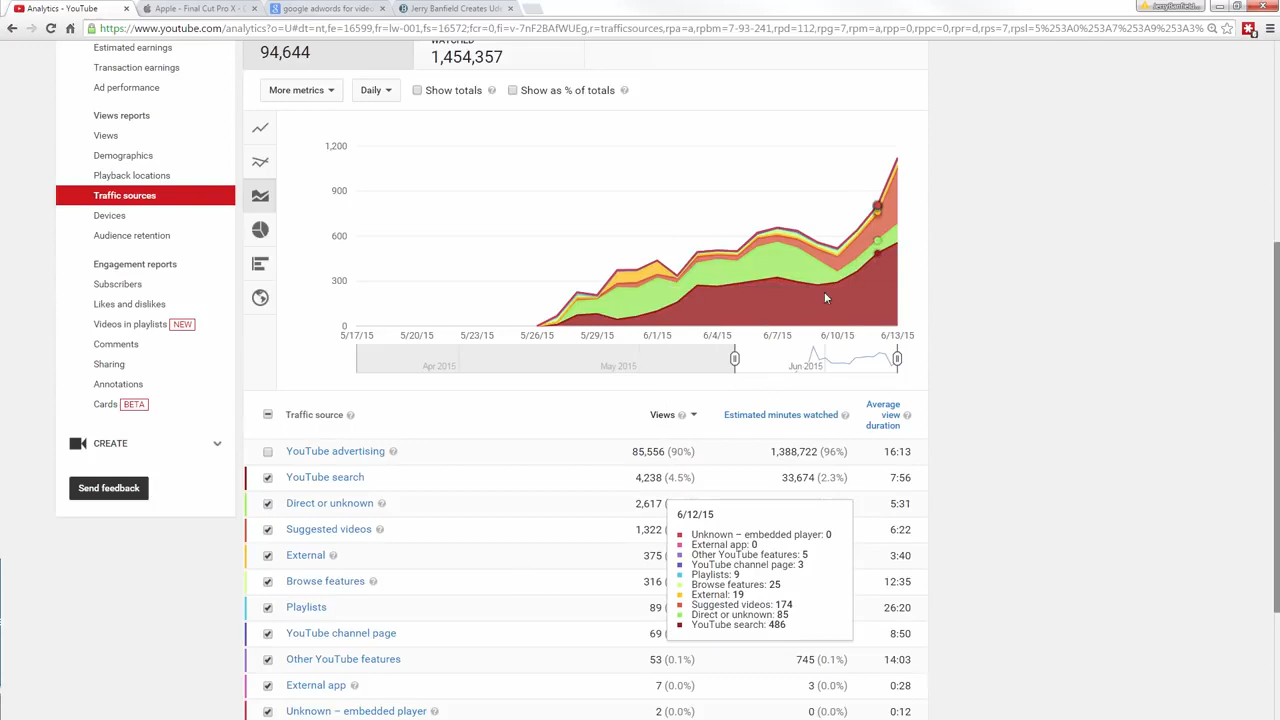 Analytics - YouTube
Apple - Final Cut Pro X - L
google adwords for video
Jerry Banfield Creates Ude
JerryBanfield...
https://www.youtube.com/analytics?o=U#dt=nt,fe=16599,fr=lw-001,fs=16572;fcr=0,fi=v-7nF2BAfWUEg,r=trafficsources,rpa=a,rpbm=7-93-241,rpd=112,rpg=7,rpm=a,rpp=0,rppc=0,rpr=d,rps=7,rpsl=5%253A0%253A7%253A9%253A3%
Estimated earnings
Transaction earnings
Ad performance
Views reports
Views
Demographics
Playback locations
Traffic sources
Devices
Audience retention
Engagement reports
Subscribers
Likes and dislikes
Videos in playlists NEW
Comments
Sharing
Annotations
Cards BETA
CREATE
Send feedback
94,644
WATCHED
1,454,357
More metrics
Daily
Show totals
Show as % of totals
1,200
900
600
300
0
5/17/15 5/20/15 5/23/15 5/26/15 5/29/15 6/1/15 6/4/15 6/7/15 6/10/15 6/13/15
Apr 2015 May 2015 Jun 2015
Traffic source Views Estimated minutes watched Average view duration
YouTube advertising 85,556 (90%) 1,388,722 (96%) 16:13
YouTube search 4,238 (4.5%) 33,674 (2.3%) 7:56
Direct or unknown 2,617 ( 5:31
Suggested videos 1,322 6:22
External 375 3:40
Browse features 316 12:35
Playlists 89 26:20
YouTube channel page 69 8:50
Other YouTube features 53 (0.1%) 745 (0.1%) 14:03
External app 7 (0.0%) 3 (0.0%) 0:28
Unknown – embedded player 2 (0.0%) 0 (0.0%) 0:12
6/12/15
Unknown – embedded player: 0
External app: 0
Other YouTube features: 5
YouTube channel page: 3
Playlists: 9
Browse features: 25
External: 19
Suggested videos: 174
Direct or unknown: 85
YouTube search: 486